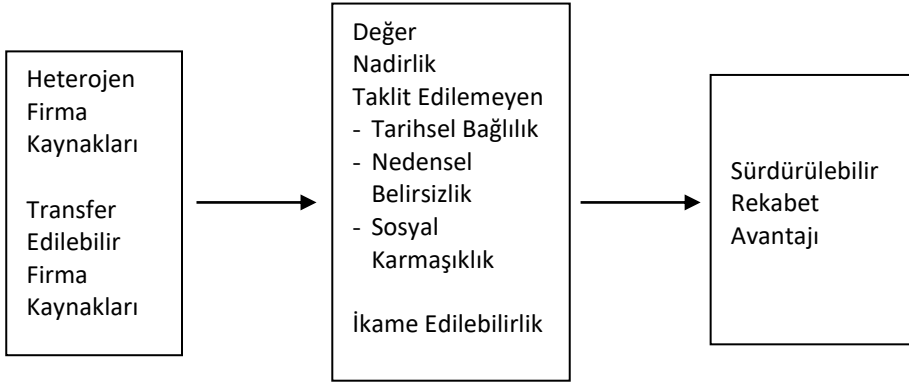 Heterojen
Firma
Kaynakları
Transfer
Edilebilir
Firma
Kaynakları
Değer
Nadirlik
Taklit Edilemeyen
- Tarihsel Bağlılık
- Nedensel
Belirsizlik
- Sosyal
Karmaşıklık
İkame Edilebilirlik
Sürdürülebilir
Rekabet
Avantajı